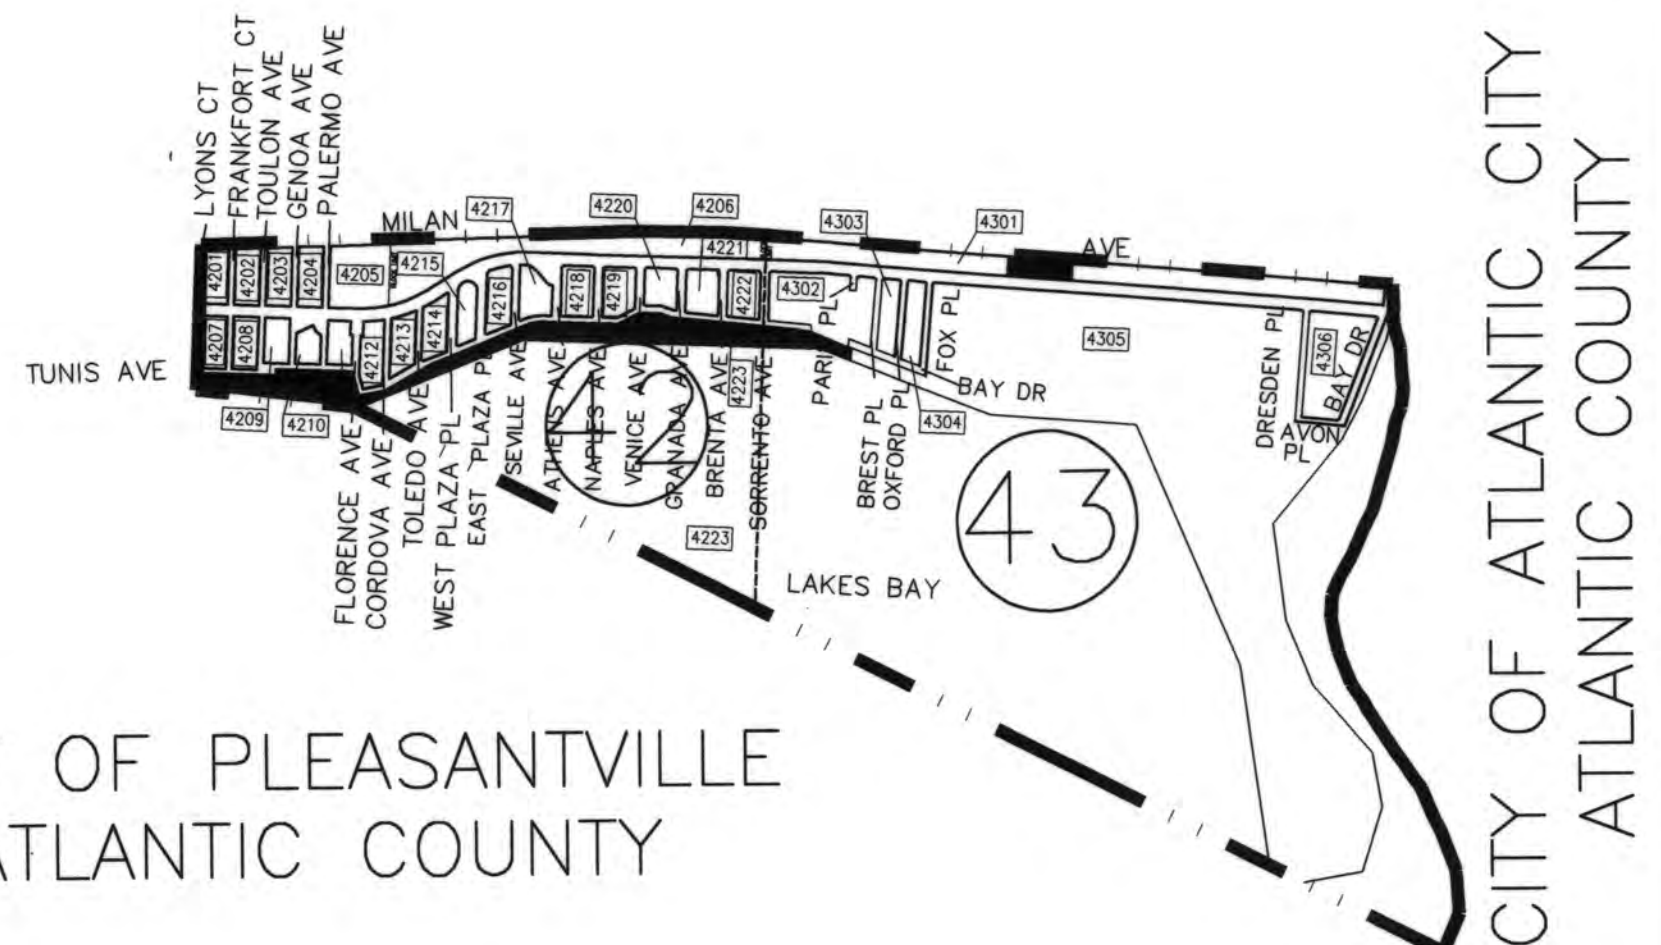 LYONS CT
FRANKFORT CT
TOULON AVE
GENOA AVE
PALERMO AVE
MILAN
AVE
4217
4220
4206
4303
4301
4201
4202
4203
4204
4205
4215
4216
4218
4219
4221
4222
4302
4305
4306
4207
4208
4212
4213
4214
TUNIS AVE
4209
4210
4223
4304
FLORENCE AVE
CORDOVA AVE
TOLEDO AVE
WEST PLAZA PL
EAST PLAZA PL
SEVILLE AVE
ATHENS AVE
NAPLES AVE
VENICE AVE
GRANADA AVE
BRENTA AVE
SORRENTO AVE
PL
BREST PL
OXFORD PL
FOX PL
BAY DR
DRESDEN PL
BAY DR
AVON
PL
42
43
4223
LAKES BAY
OF PLEASANTVILLE
ATLANTIC COUNTY
CITY OF ATLANTIC CITY
ATLANTIC COUNTY